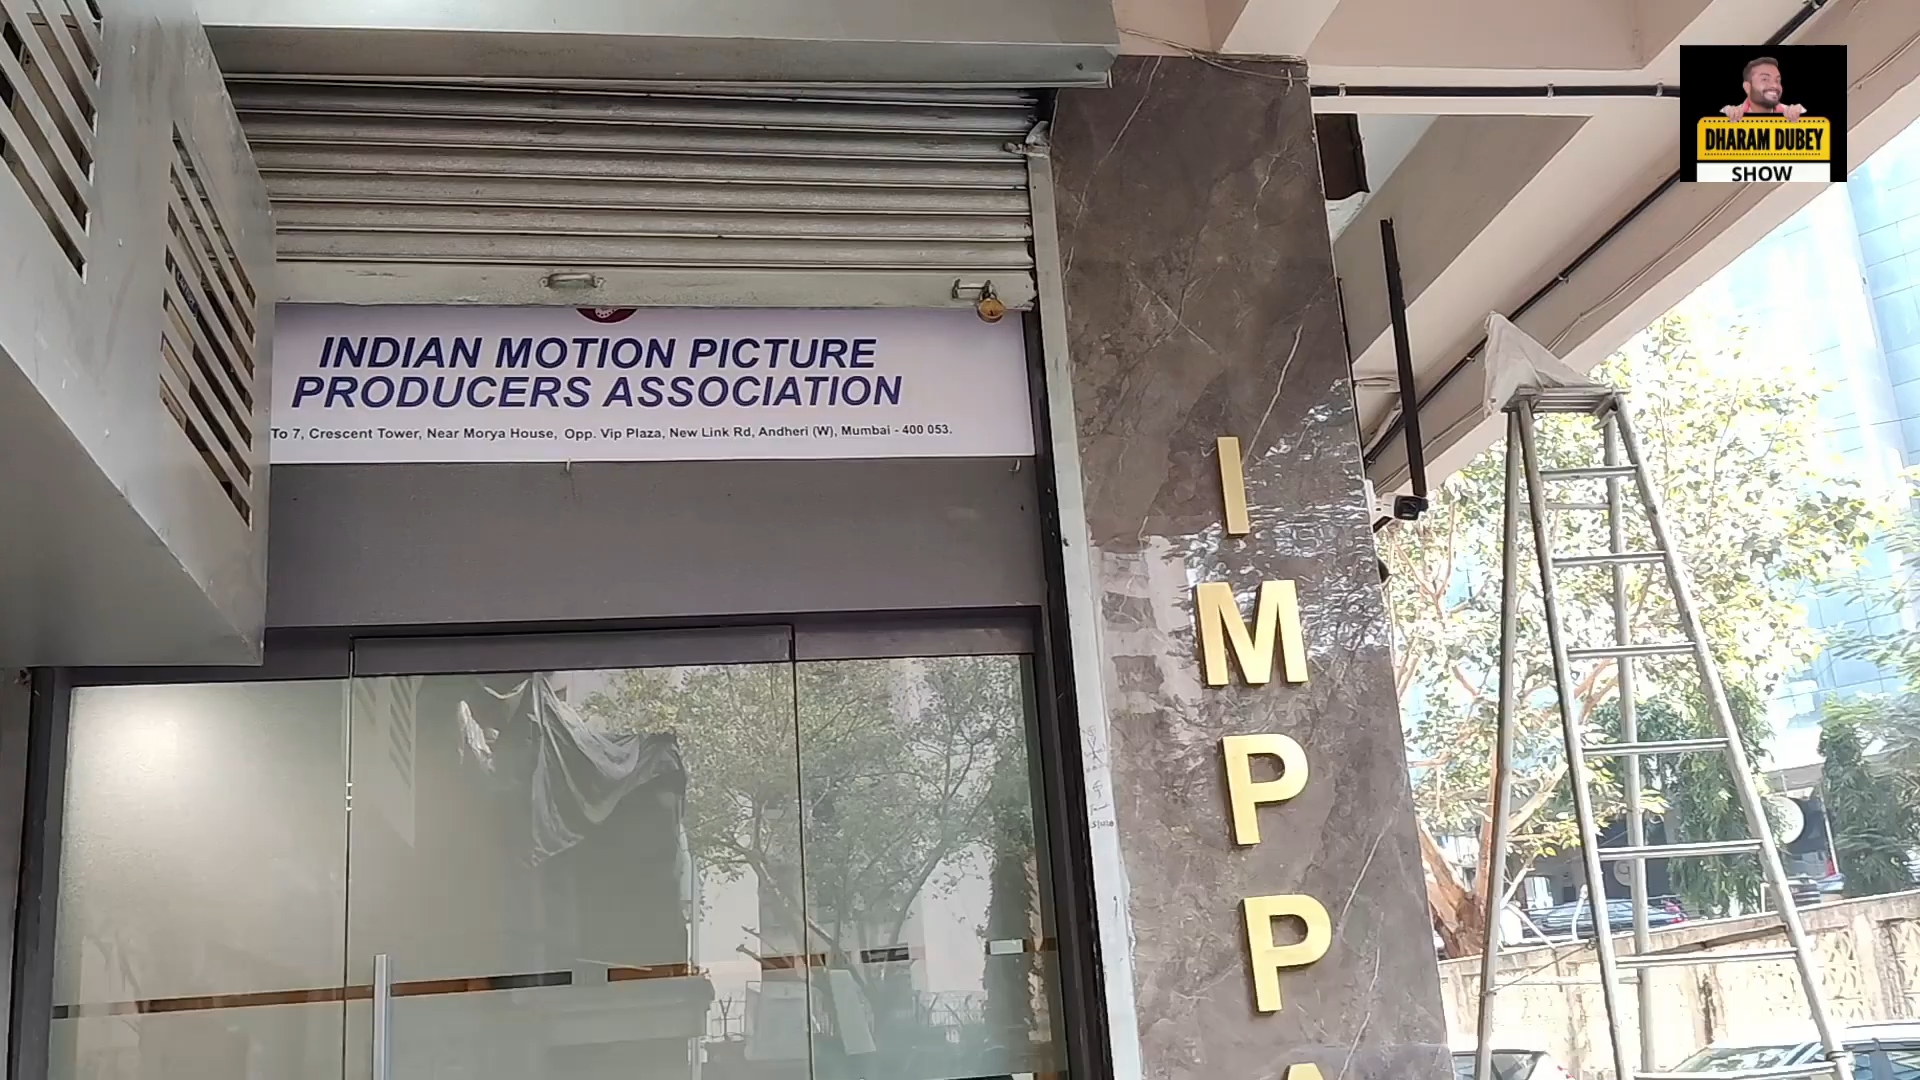 INDIAN MOTION PICTURE
PRODUCERS ASSOCIATION
To 7, Crescent Tower, Near Morya House, Opp. Vip Plaza, New Link Rd, Andheri (W), Mumbai - 400 053.
I
M
P
P
A
DHARAM DUBEY
SHOW